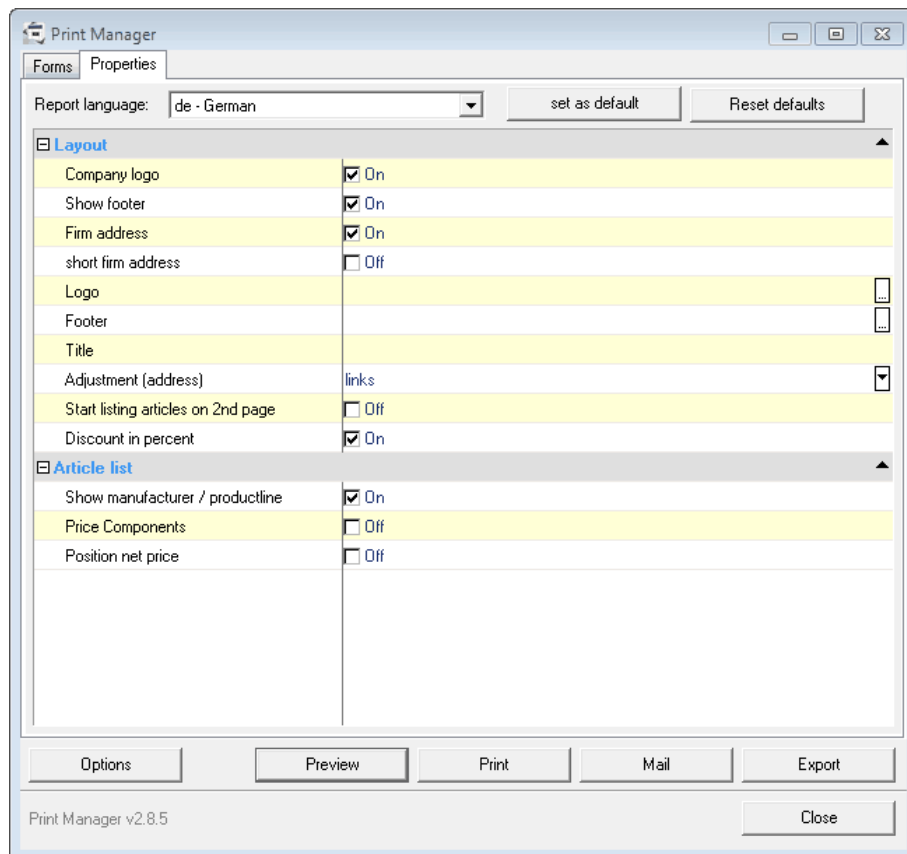 Print Manager
Forms Properties
Report language: de - German set as default Reset defaults
Layout
Company logo On
Show footer On
Firm address On
short firm address Off
Logo ...
Footer ...
Title
Adjustment (address) links
Start listing articles on 2nd page Off
Discount in percent On
Article list
Show manufacturer / productline On
Price Components Off
Position net price Off
Options Preview Print Mail Export
Print Manager v2.8.5 Close